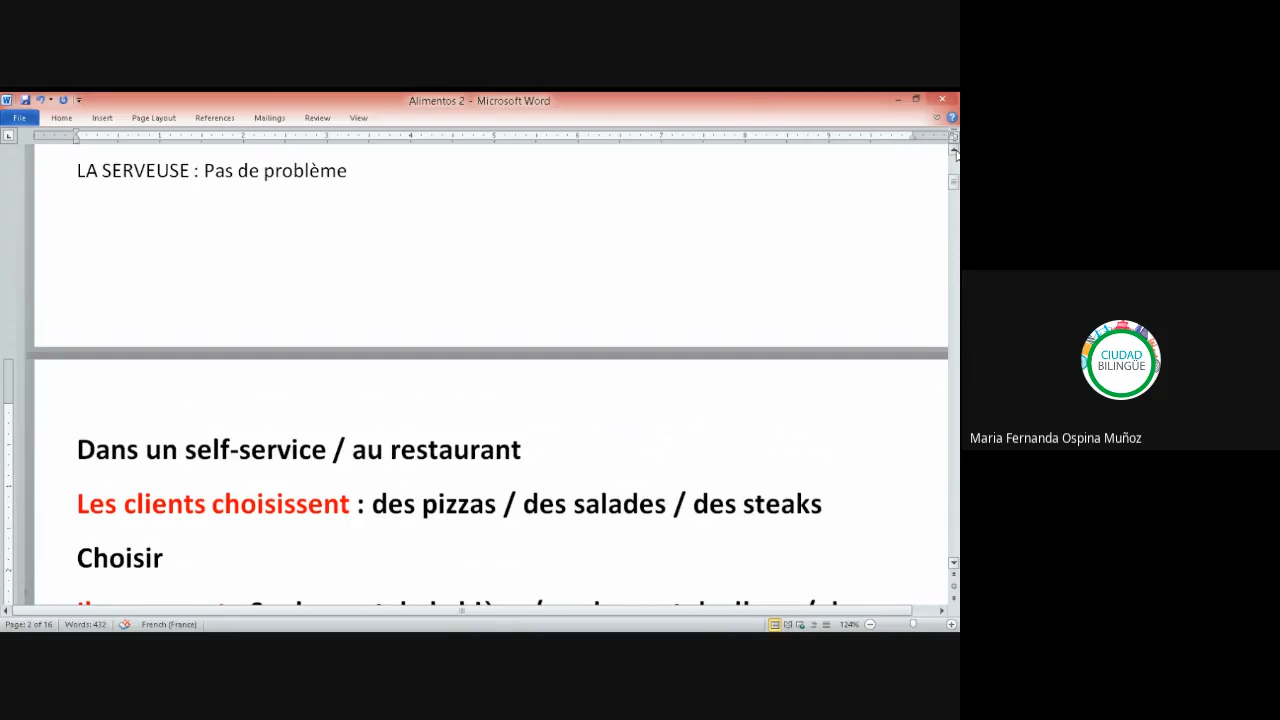 Alimentos 2 - Microsoft Word
File Home Insert Page Layout References Mailings Review View
LA SERVEUSE : Pas de problème
Dans un self-service / au restaurant
Les clients choisissent : des pizzas / des salades / des steaks
Choisir
Page: 2 of 16 Words: 432 French (France) 124%
CIUDAD
BILINGÜE
Maria Fernanda Ospina Muñoz